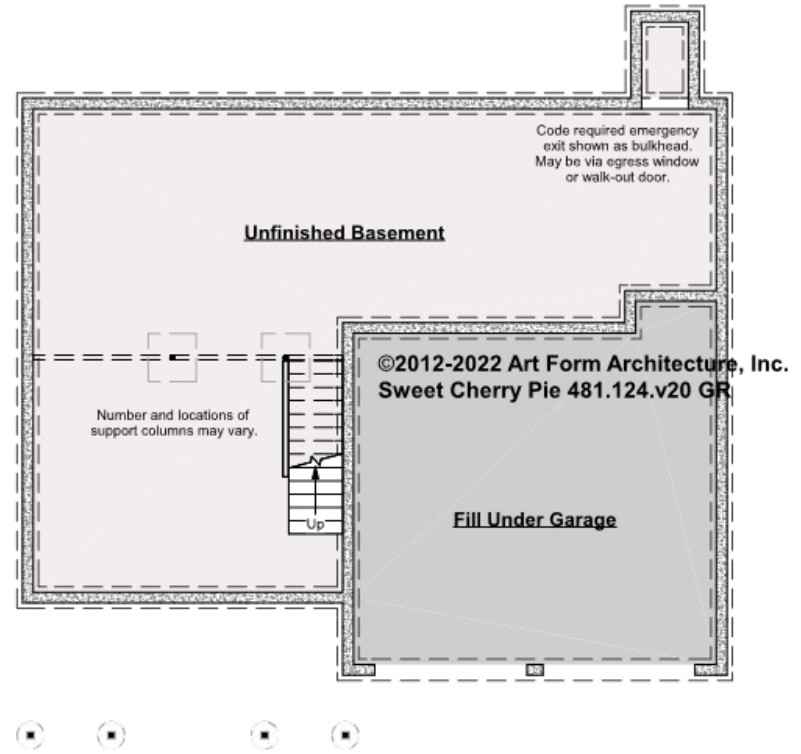 Code required emergency
exit shown as bulkhead.
May be via egress window
or walk-out door.
Unfinished Basement
©2012-2022 Art Form Architecture, Inc.
Sweet Cherry Pie 481.124.v20 GR
Number and locations of
support columns may vary.
Fill Under Garage
Up